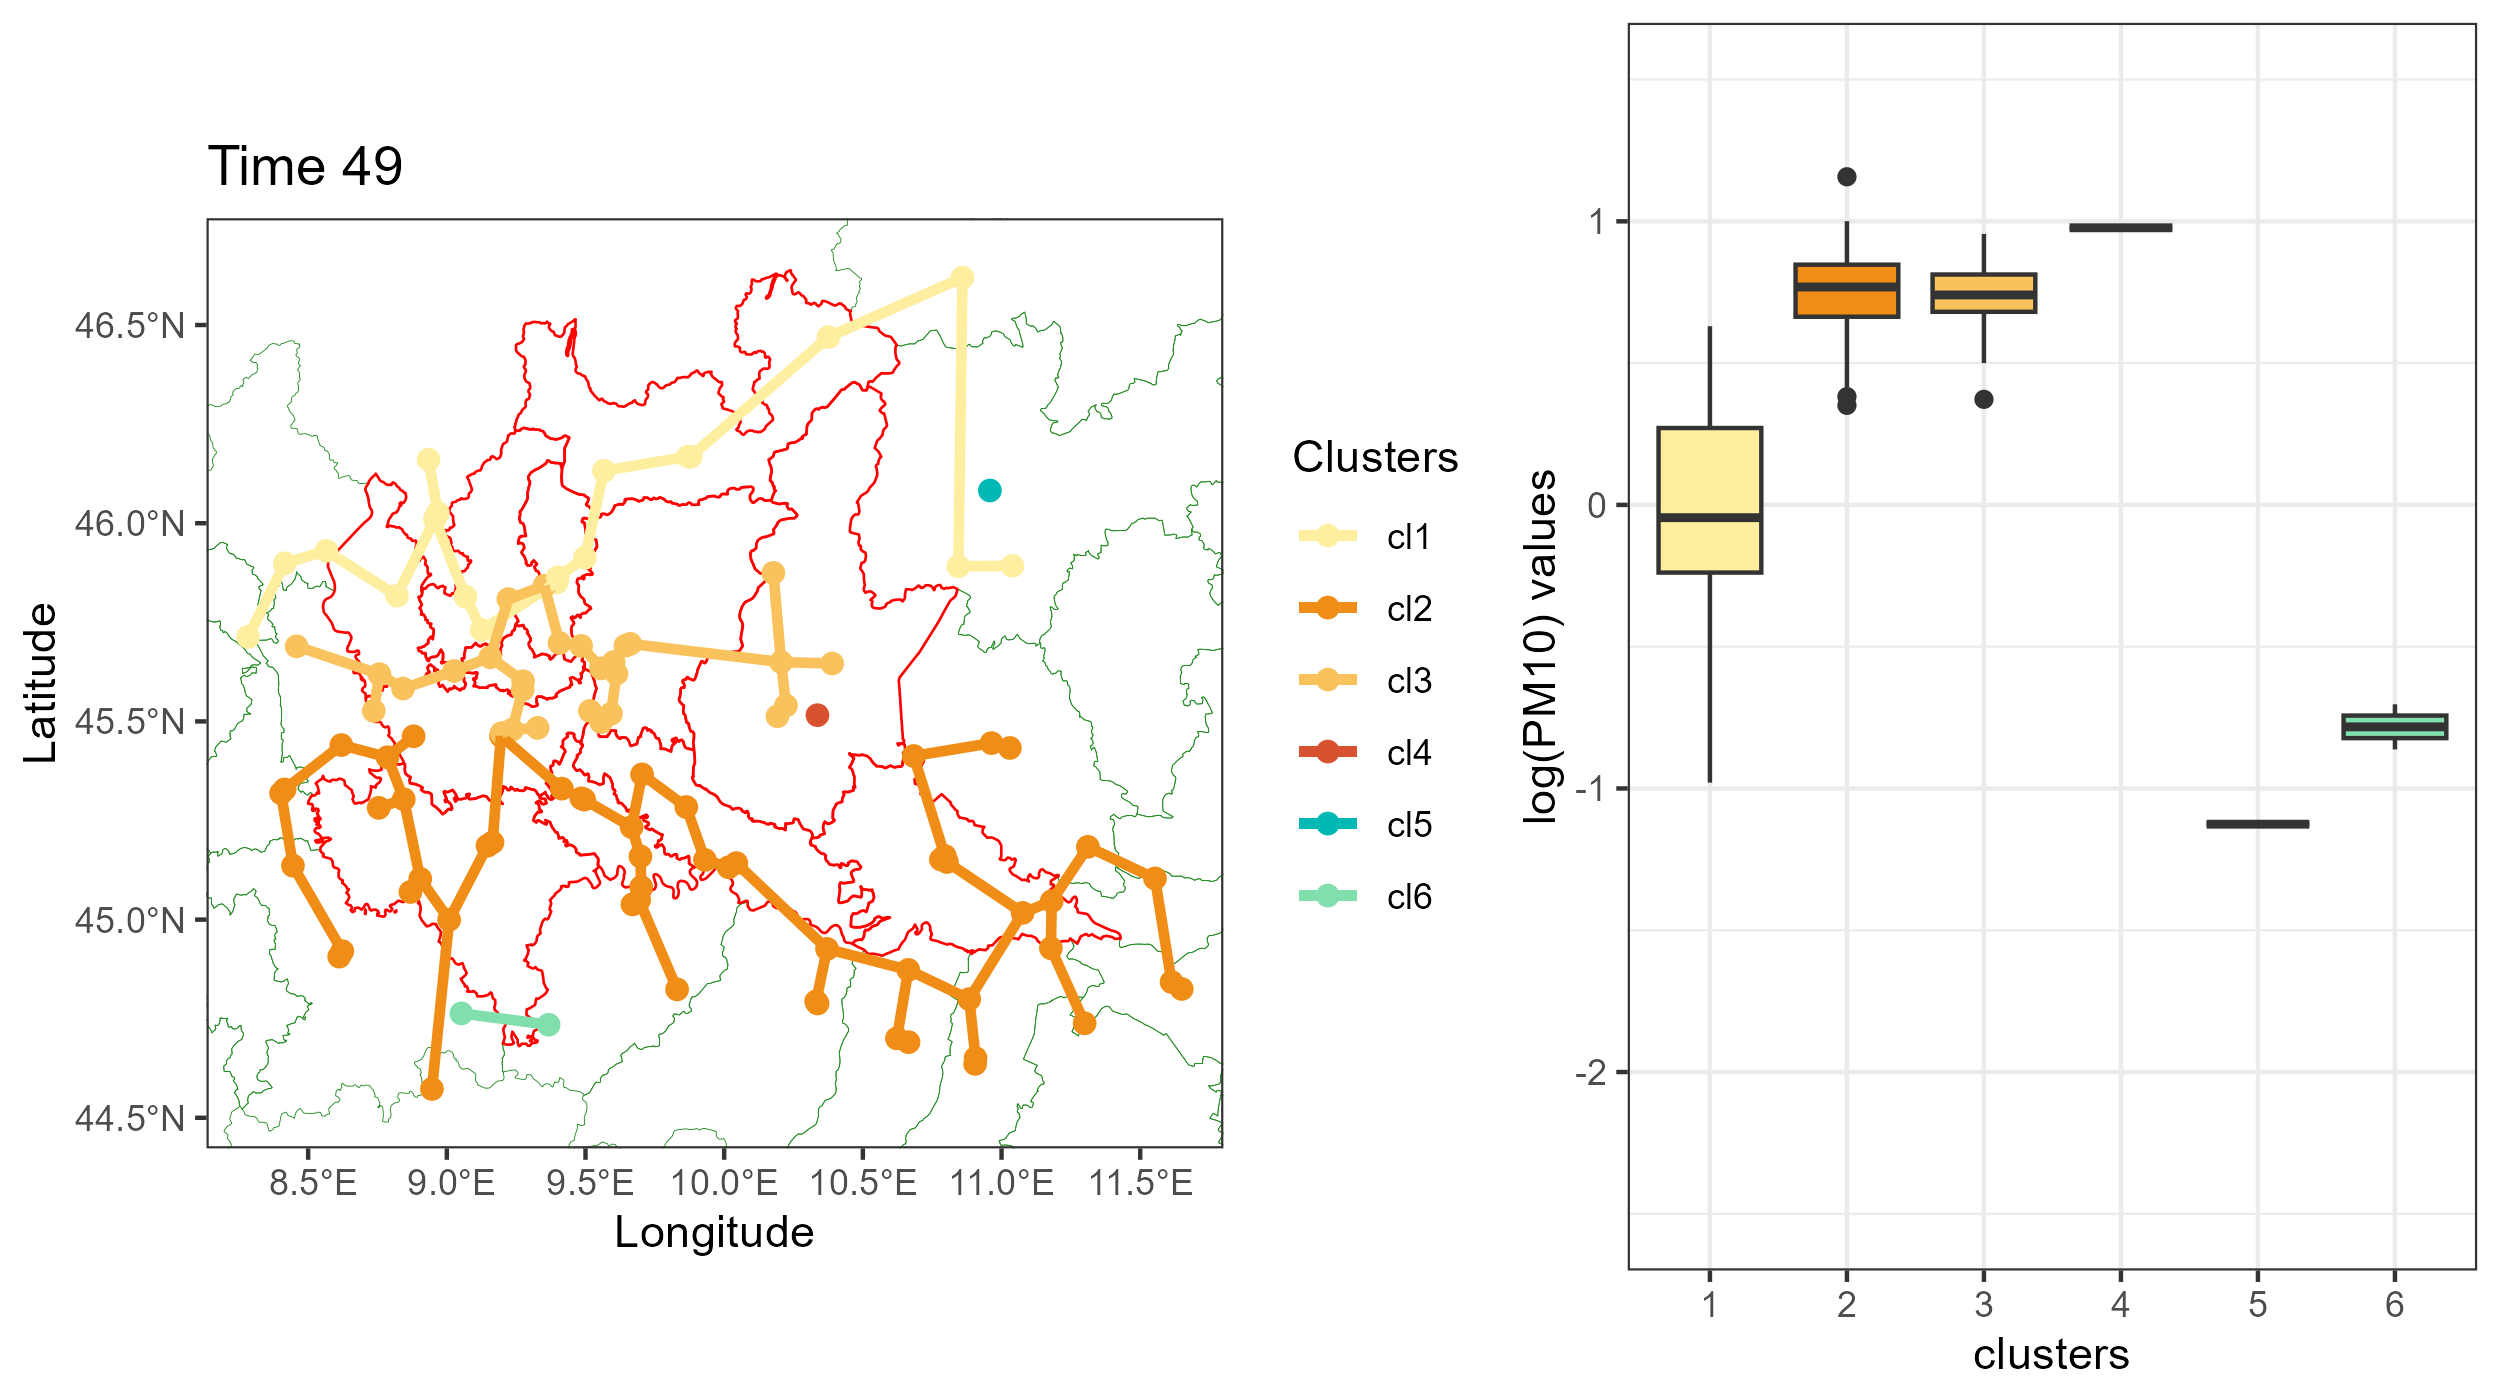 Time 49
Latitude
46.5°N
46.0°N
45.5°N
45.0°N
44.5°N
8.5°E 9.0°E 9.5°E 10.0°E 10.5°E 11.0°E 11.5°E
Longitude
Clusters
cl1
cl2
cl3
cl4
cl5
cl6
log(PM10) values
1
0
-1
-2
1 2 3 4 5 6
clusters